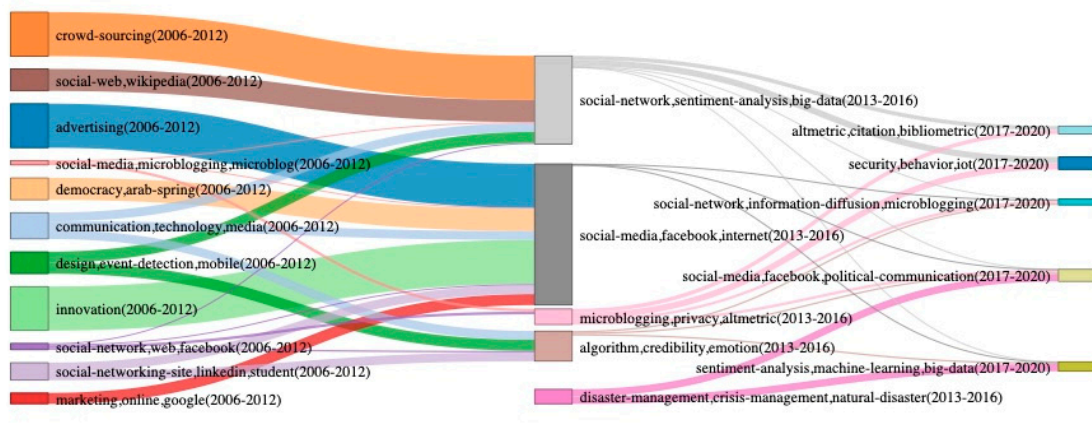 crowd-sourcing(2006-2012)
social-web,wikipedia(2006-2012)
advertising(2006-2012)
social-media,microblogging,microblog(2006-2012)
democracy,arab-spring(2006-2012)
communication,technology,media(2006-2012)
design,event-detection,mobile(2006-2012)
innovation(2006-2012)
social-network,web,facebook(2006-2012)
social-networking-site,linkedin,student(2006-2012)
marketing,online,google(2006-2012)
social-network,sentiment-analysis,big-data(2013-2016)
social-media,facebook,internet(2013-2016)
microblogging,privacy,altmetric(2013-2016)
algorithm,credibility,emotion(2013-2016)
disaster-management,crisis-management,natural-disaster(2013-2016)
altmetric,citation,bibliometric(2017-2020)
security,behavior,iot(2017-2020)
social-network,information-diffusion,microblogging(2017-2020)
social-media,facebook,political-communication(2017-2020)
sentiment-analysis,machine-learning,big-data(2017-2020)